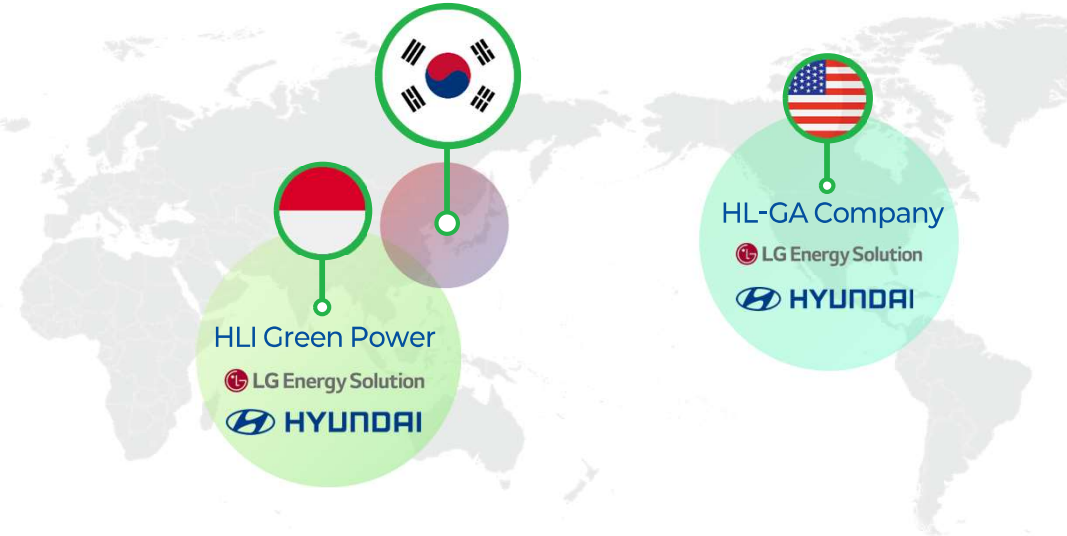 HL-GA Company
LG Energy Solution
HYUNDAI
HLI Green Power
LG Energy Solution
HYUNDAI